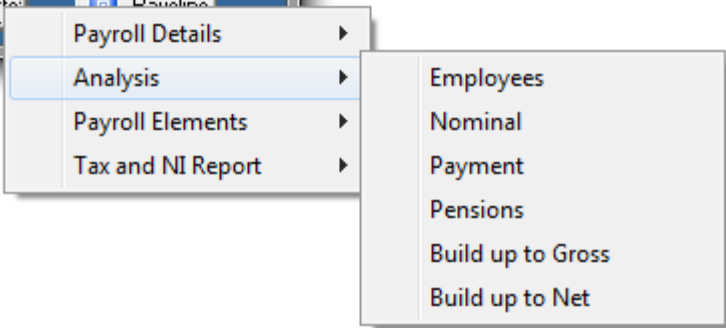 Payroll Details
Analysis
Payroll Elements
Tax and NI Report
Employees
Nominal
Payment
Pensions
Build up to Gross
Build up to Net